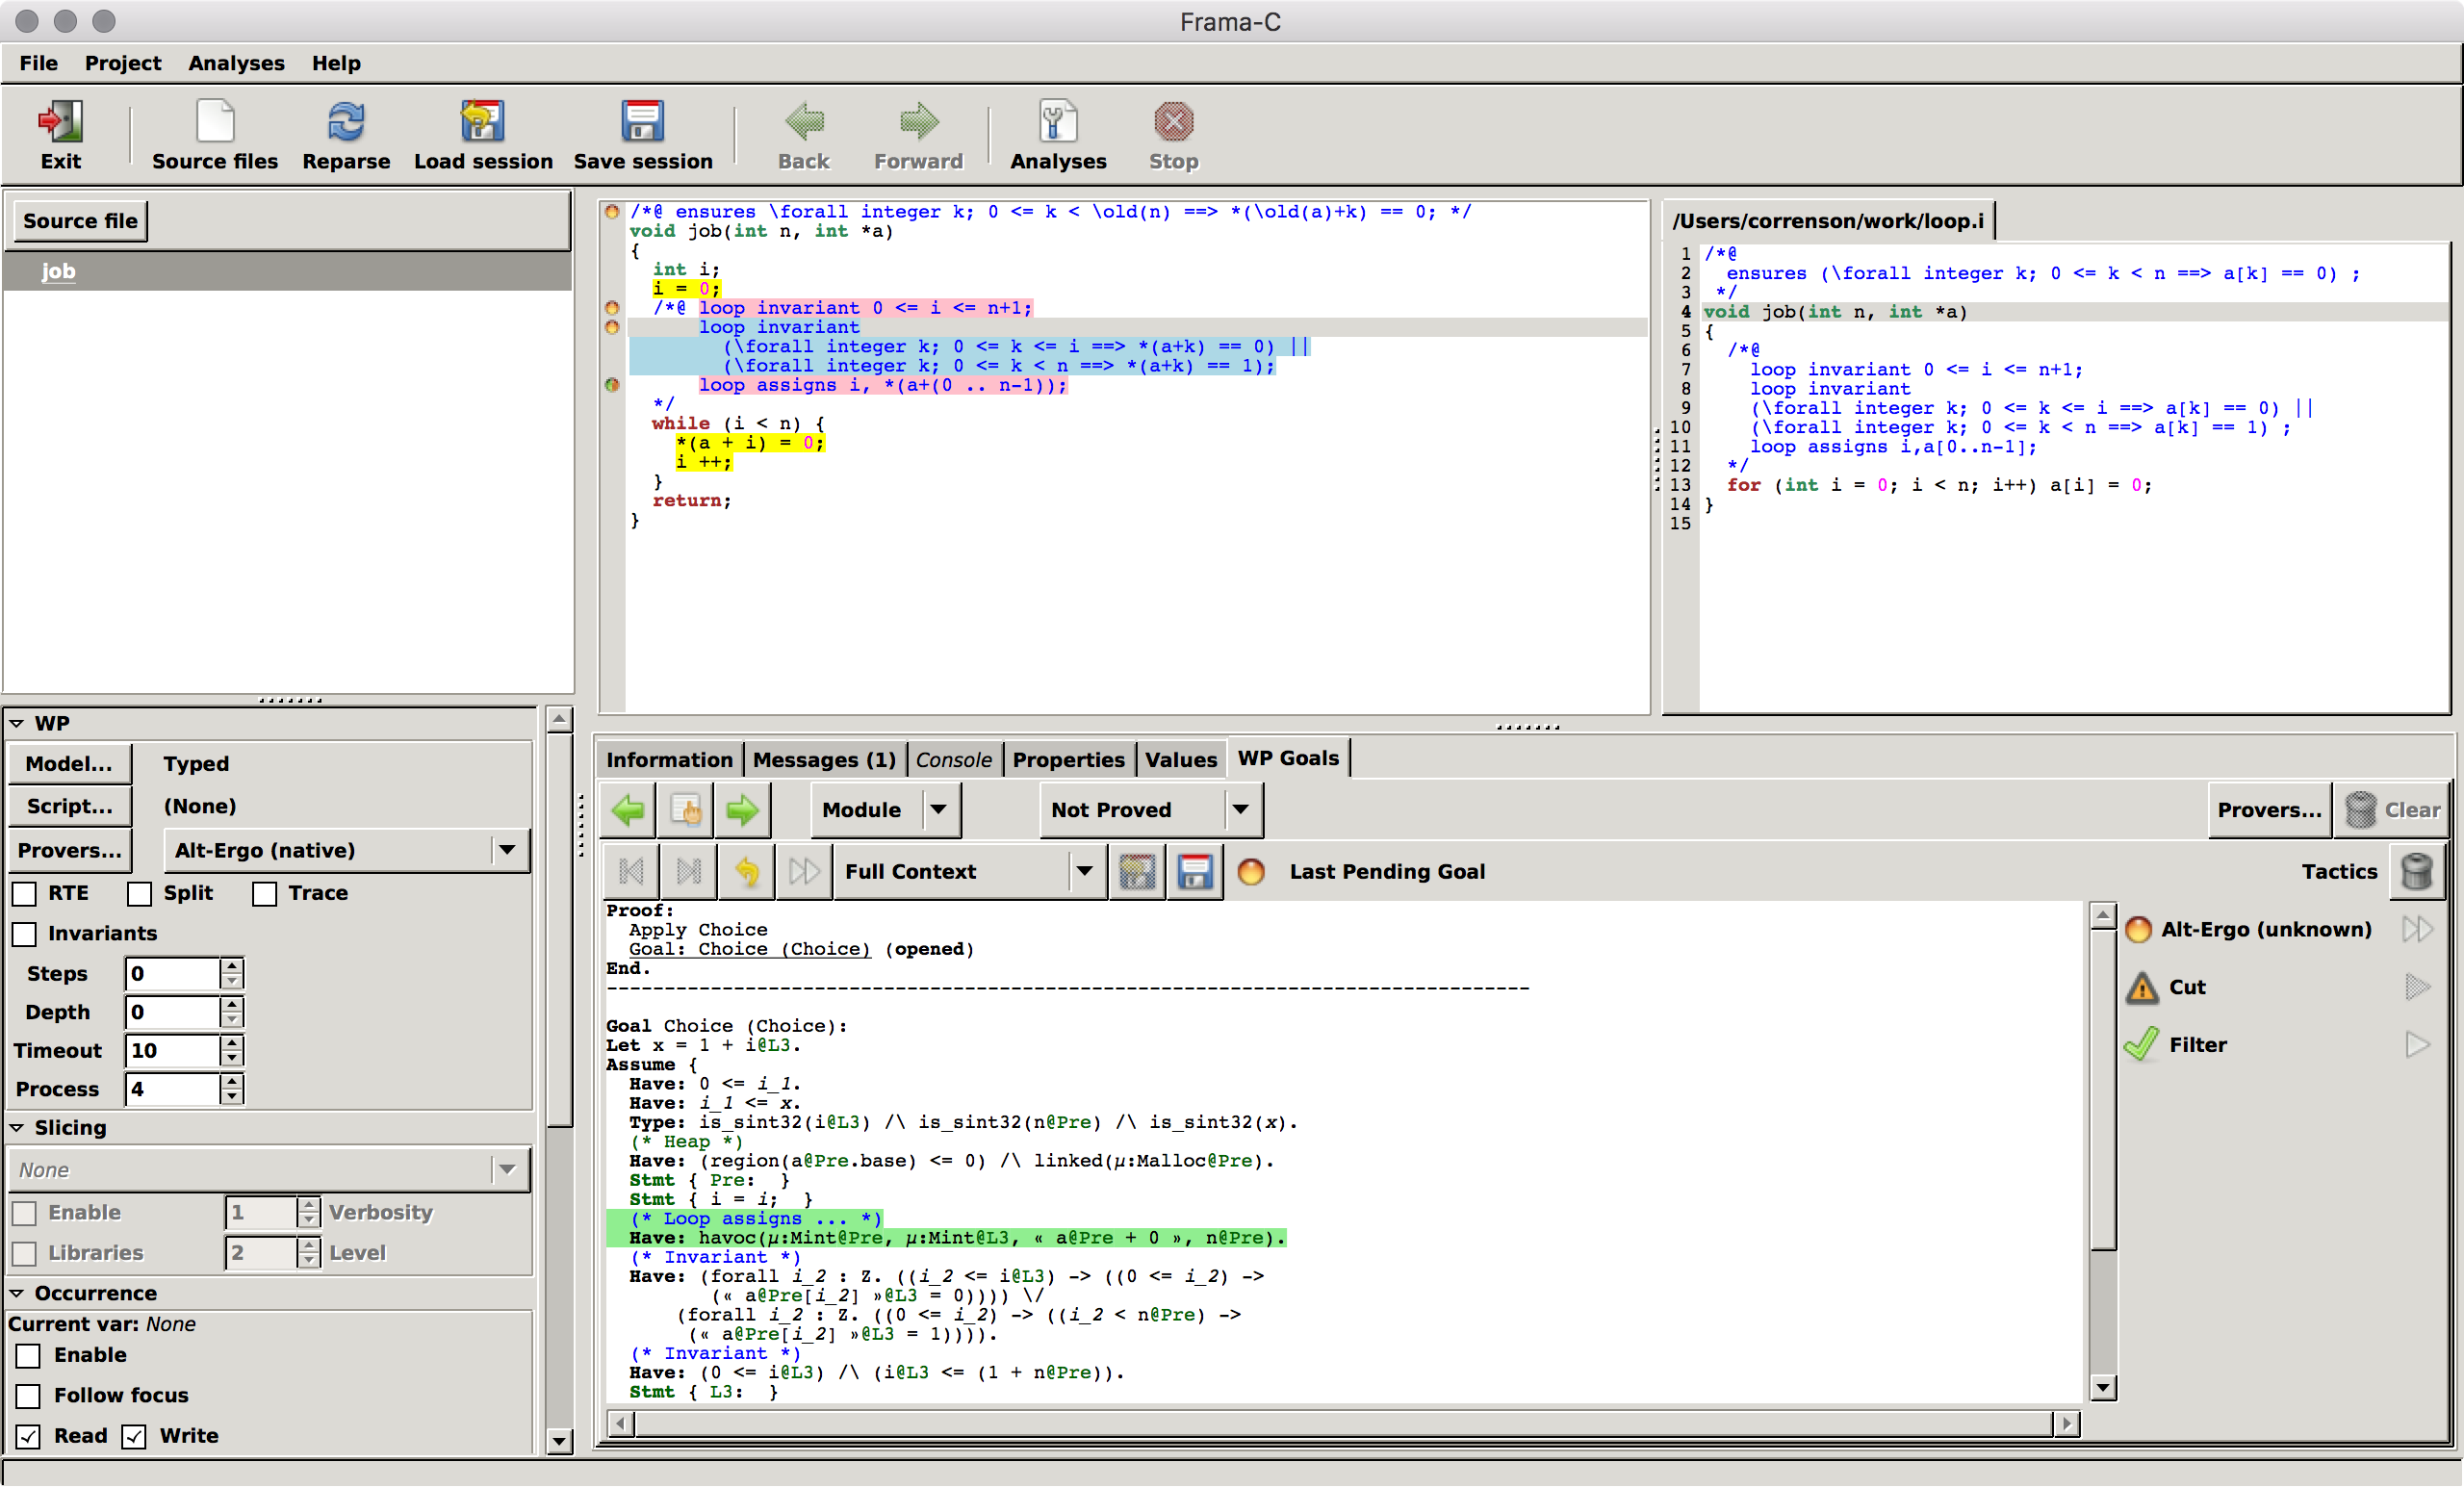 Frama-C
File Project Analyses Help
Exit Source files Reparse Load session Save session Back Forward Analyses Stop
Source file
job
/*@ ensures \forall integer k; 0 <= k < \old(n) ==> *(\old(a)+k) == 0; */
void job(int n, int *a)
{
int i;
i = 0;
/*@ loop invariant 0 <= i <= n+1;
loop invariant
(\forall integer k; 0 <= k <= i ==> *(a+k) == 0) ||
(\forall integer k; 0 <= k < n ==> *(a+k) == 1);
loop assigns i, *(a+(0 .. n-1));
*/
while (i < n) {
*(a + i) = 0;
i ++;
}
return;
}
/Users/correnson/work/loop.i
1 /*@
2 ensures (\forall integer k; 0 <= k < n ==> a[k] == 0) ;
3 */
4 void job(int n, int *a)
5 {
6 /*@
7 loop invariant 0 <= i <= n+1;
8 loop invariant
9 (\forall integer k; 0 <= k <= i ==> a[k] == 0) ||
10 (\forall integer k; 0 <= k < n ==> a[k] == 1) ;
11 loop assigns i,a[0..n-1];
12 */
13 for (int i = 0; i < n; i++) a[i] = 0;
14 }
15
WP
Model... Typed
Script... (None)
Provers... Alt-Ergo (native)
RTE Split Trace
Invariants
Steps 0
Depth 0
Timeout 10
Process 4
Slicing
None
Enable 1 Verbosity
Libraries 2 Level
Occurrence
Current var: None
Enable
Follow focus
Read Write
Information Messages (1) Console Properties Values WP Goals
Module Not Proved Provers... Clear
Full Context Last Pending Goal Tactics
Proof:
Apply Choice
Goal: Choice (Choice) (opened)
End.
--------------------------------------------------------------------------------
Goal Choice (Choice):
Let x = 1 + i@L3.
Assume {
Have: 0 <= i_1.
Have: i_1 <= x.
Type: is_sint32(i@L3) /\ is_sint32(n@Pre) /\ is_sint32(x).
(* Heap *)
Have: (region(a@Pre.base) <= 0) /\ linked(µ:Malloc@Pre).
Stmt { Pre: }
Stmt { i = i; }
(* Loop assigns ... *)
Have: havoc(µ:Mint@Pre, µ:Mint@L3, « a@Pre + 0 », n@Pre).
(* Invariant *)
Have: (forall i_2 : Z. ((i_2 <= i@L3) -> ((0 <= i_2) ->
(« a@Pre[i_2] »@L3 = 0)))) \/
(forall i_2 : Z. ((0 <= i_2) -> ((i_2 < n@Pre) ->
(« a@Pre[i_2] »@L3 = 1)))).
(* Invariant *)
Have: (0 <= i@L3) /\ (i@L3 <= (1 + n@Pre)).
Stmt { L3: }
Alt-Ergo (unknown)
Cut
Filter